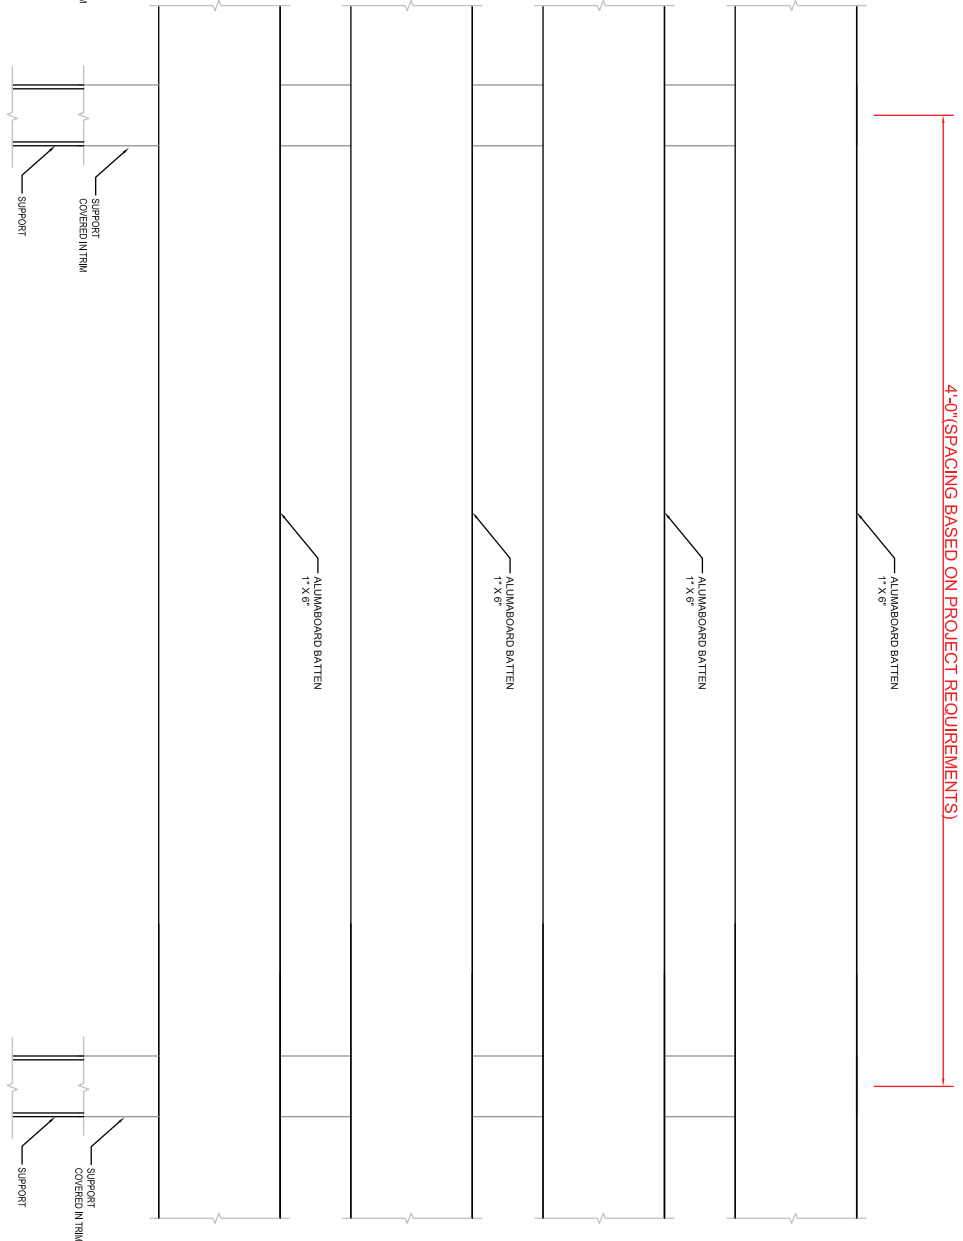 4'-0"(SPACING BASED ON PROJECT REQUIREMENTS)
ALUMABOARD BATTEN
1" X 6"
ALUMABOARD BATTEN
1" X 6"
ALUMABOARD BATTEN
1" X 6"
ALUMABOARD BATTEN
1" X 6"
SUPPORT
COVERED IN TRIM
SUPPORT
SUPPORT
COVERED IN TRIM
SUPPORT